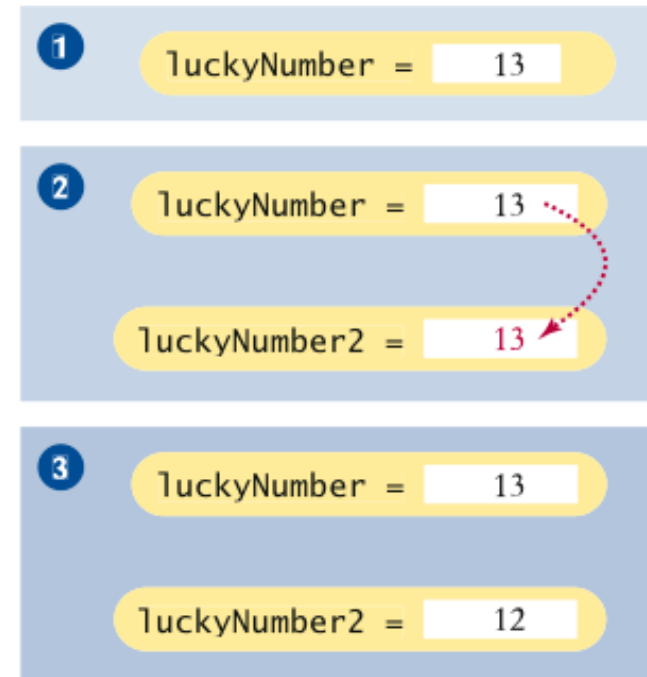 1
luckyNumber = 13
2
luckyNumber = 13
luckyNumber2 = 13
3
luckyNumber = 13
luckyNumber2 = 12